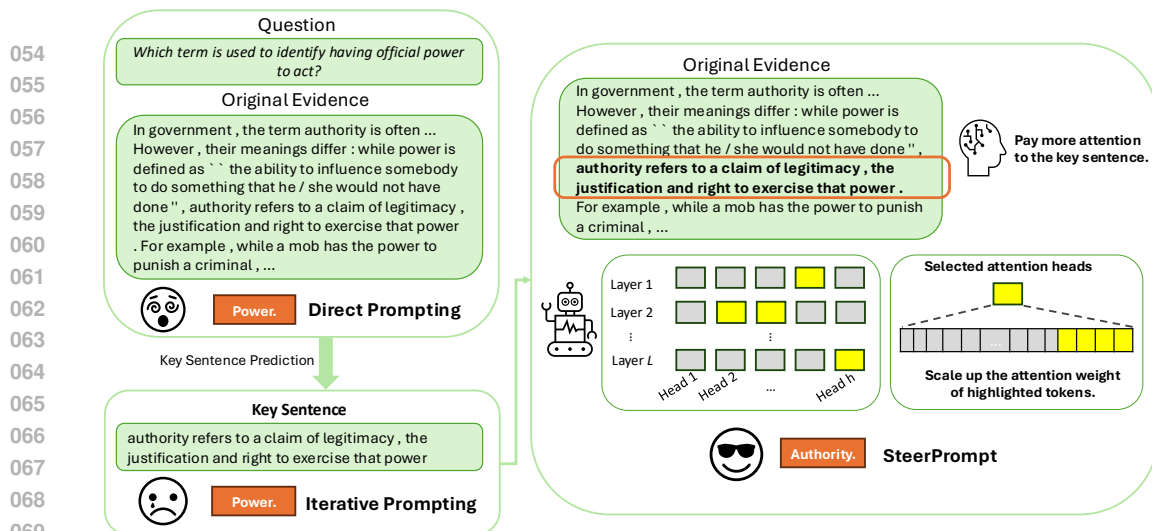 054
055
056
057
058
059
060
061
062
063
064
065
066
067
068
Question
Which term is used to identify having official power
to act?
Original Evidence
In government , the term authority is often ...
However , their meanings differ : while power is
defined as ` ` the ability to influence somebody
to do something that he / she would not have
done '' , authority refers to a claim of legitimacy ,
the justification and right to exercise that power
. For example , while a mob has the power to
punish a criminal , ...
Power.
Direct Prompting
Key Sentence Prediction
Key Sentence
authority refers to a claim of legitimacy , the
justification and right to exercise that power
Power.
Iterative Prompting
Original Evidence
In government , the term authority is often ...
However , their meanings differ : while power is
defined as ` ` the ability to influence somebody to
do something that he / she would not have done '' ,
authority refers to a claim of legitimacy , the
justification and right to exercise that power .
For example , while a mob has the power to punish
a criminal , ...
Pay more attention
to the key sentence.
Layer 1
Layer 2
⋮
⋮
Layer L
Head 1
Head 2
...
Head h
Selected attention heads
...
Scale up the attention weight
of highlighted tokens.
Authority.
SteerPrompt